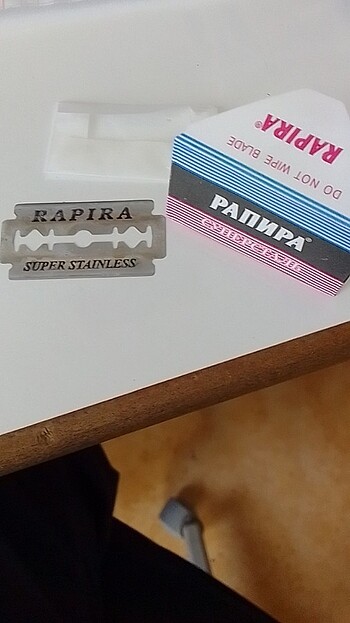 RAPIRA
SUPER STAINLESS
DO NOT WIPE BLADE
RAPIRA®
РАПИРА®